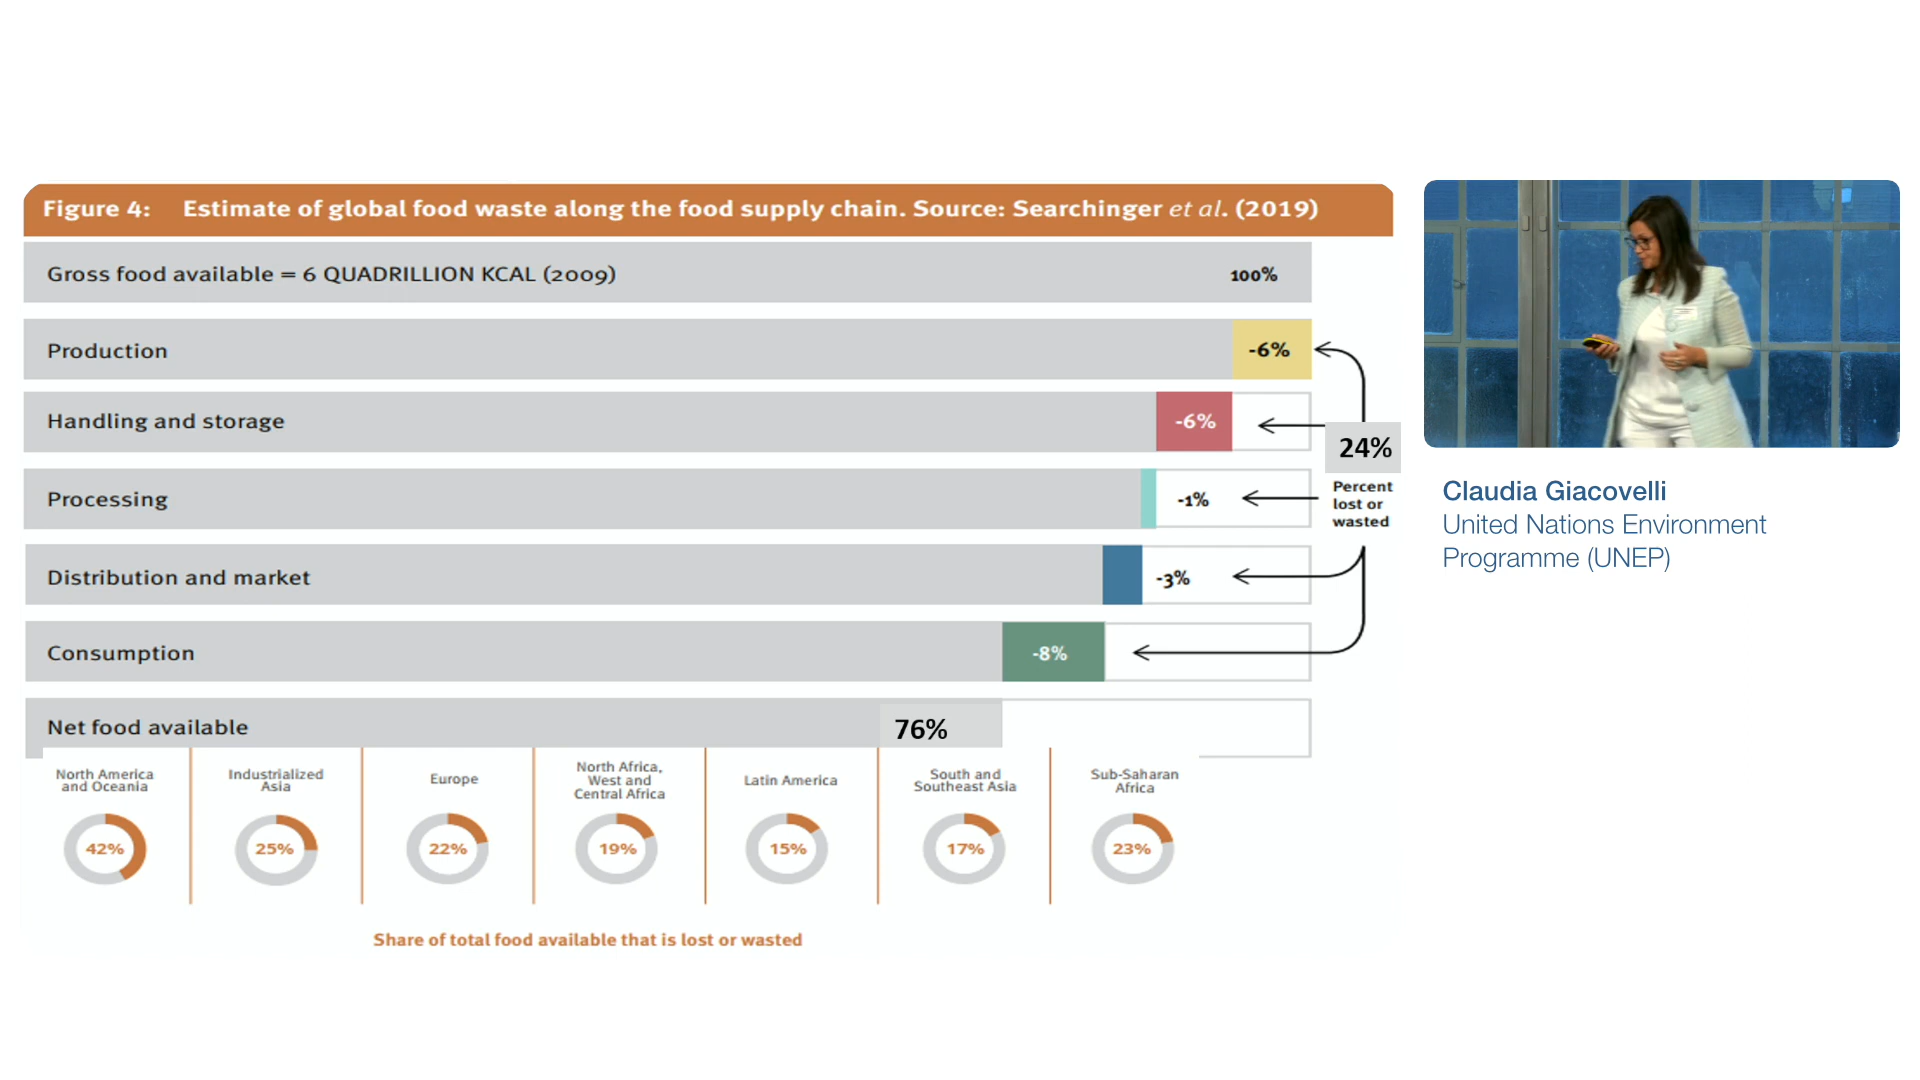 Figure 4: Estimate of global food waste along the food supply chain. Source: Searchinger et al. (2019)
Gross food available = 6 QUADRILLION KCAL (2009) 100%
Production -6%
Handling and storage -6%
24%
Processing -1%
Percent
lost or
wasted
Distribution and market -3%
Consumption -8%
Net food available 76%
North America
and Oceania
42%
Industrialized
Asia
25%
Europe
22%
North Africa,
West and
Central Africa
19%
Latin America
15%
South and
Southeast Asia
17%
Sub-Saharan
Africa
23%
Share of total food available that is lost or wasted
Claudia Giacovelli
United Nations Environment
Programme (UNEP)